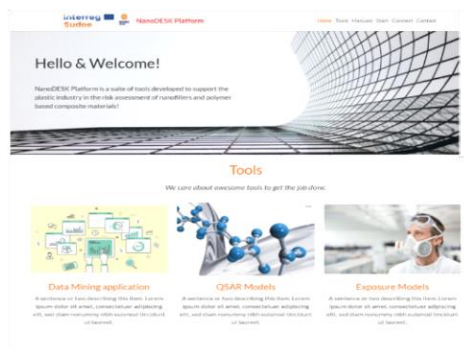 Interreg
Sudoe
NanoDESK Platform
Home Tools Manuals Start Contact
Hello & Welcome!
NanoDESK Platform is a suite of tools developed to support the
plastic industry in the risk assessment of nanofillers and polymer
based composite materials!
Tools
We care about awesome tools to get the job done.
Data Mining application
A sentence or two describing this item. Lorem
ipsum dolor sit amet, consectetuer adipiscing
elit, sed diam nonummy nibh euismod tincidunt
ut laoreet.
QSAR Models
A sentence or two describing this item. Lorem
ipsum dolor sit amet, consectetuer adipiscing
elit, sed diam nonummy nibh euismod tincidunt
ut laoreet.
Exposure Models
A sentence or two describing this item. Lorem
ipsum dolor sit amet, consectetuer adipiscing
elit, sed diam nonummy nibh euismod tincidunt
ut laoreet.